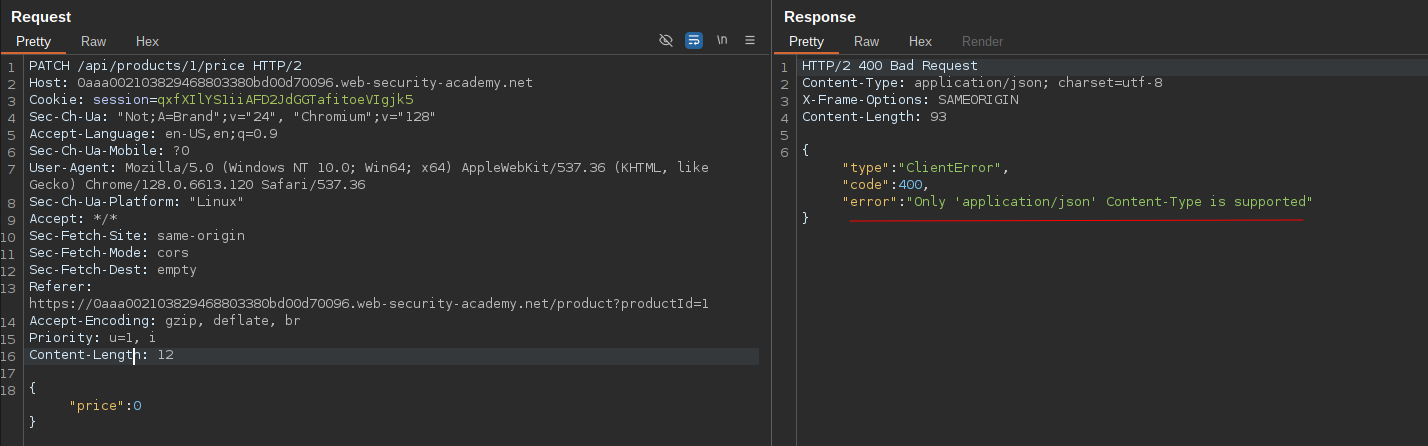 Request
Pretty Raw Hex \n
1 PATCH /api/products/1/price HTTP/2
2 Host: 0aaa002103829468803380bd00d70096.web-security-academy.net
3 Cookie: session=qxfXIlYS1iiAFD2JdGGTafitoeVIgjk5
4 Sec-Ch-Ua: "Not;A=Brand";v="24", "Chromium";v="128"
5 Accept-Language: en-US,en;q=0.9
6 Sec-Ch-Ua-Mobile: ?0
7 User-Agent: Mozilla/5.0 (Windows NT 10.0; Win64; x64) AppleWebKit/537.36 (KHTML, like
Gecko) Chrome/128.0.6613.120 Safari/537.36
8 Sec-Ch-Ua-Platform: "Linux"
9 Accept: */*
10 Sec-Fetch-Site: same-origin
11 Sec-Fetch-Mode: cors
12 Sec-Fetch-Dest: empty
13 Referer:
https://0aaa002103829468803380bd00d70096.web-security-academy.net/product?productId=1
14 Accept-Encoding: gzip, deflate, br
15 Priority: u=1, i
16 Content-Length: 12
17
18 {
"price":0
}
Response
Pretty Raw Hex Render
1 HTTP/2 400 Bad Request
2 Content-Type: application/json; charset=utf-8
3 X-Frame-Options: SAMEORIGIN
4 Content-Length: 93
5
6 {
"type":"ClientError",
"code":400,
"error":"Only 'application/json' Content-Type is supported"
}